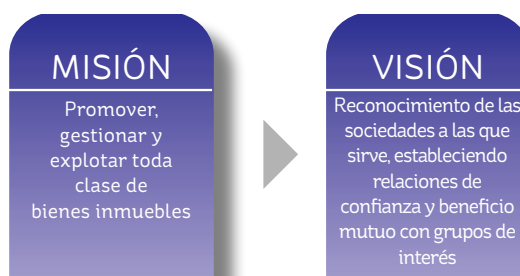 MISIÓN
Promover,
gestionar y
explotar toda
clase de
bienes inmuebles
VISIÓN
Reconocimiento de las
sociedades a las que
sirve, estableciendo
relaciones de
confianza y beneficio
mutuo con grupos de
interés